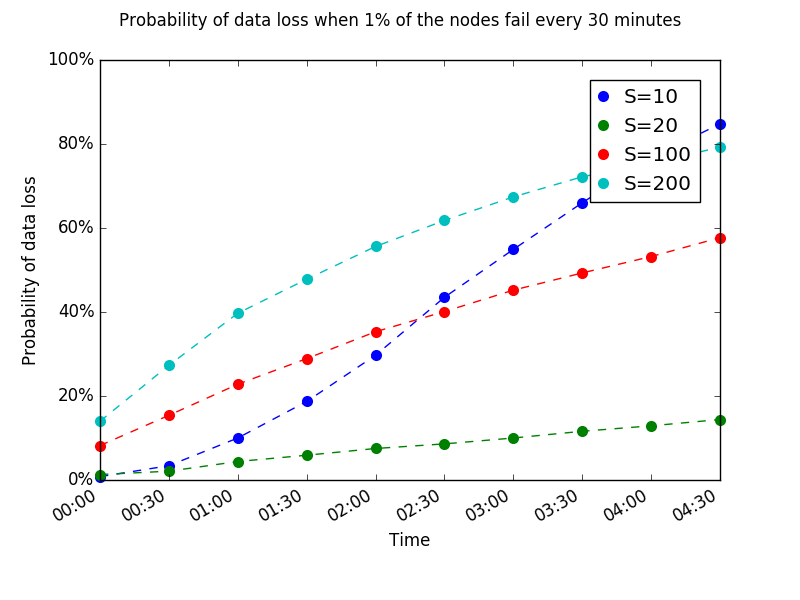 Probability of data loss when 1% of the nodes fail every 30 minutes
100%
80%
60%
40%
20%
0%
Probability of data loss
S=10
S=20
S=100
S=200
00:00
00:30
01:00
01:30
02:00
02:30
03:00
03:30
04:00
04:30
Time